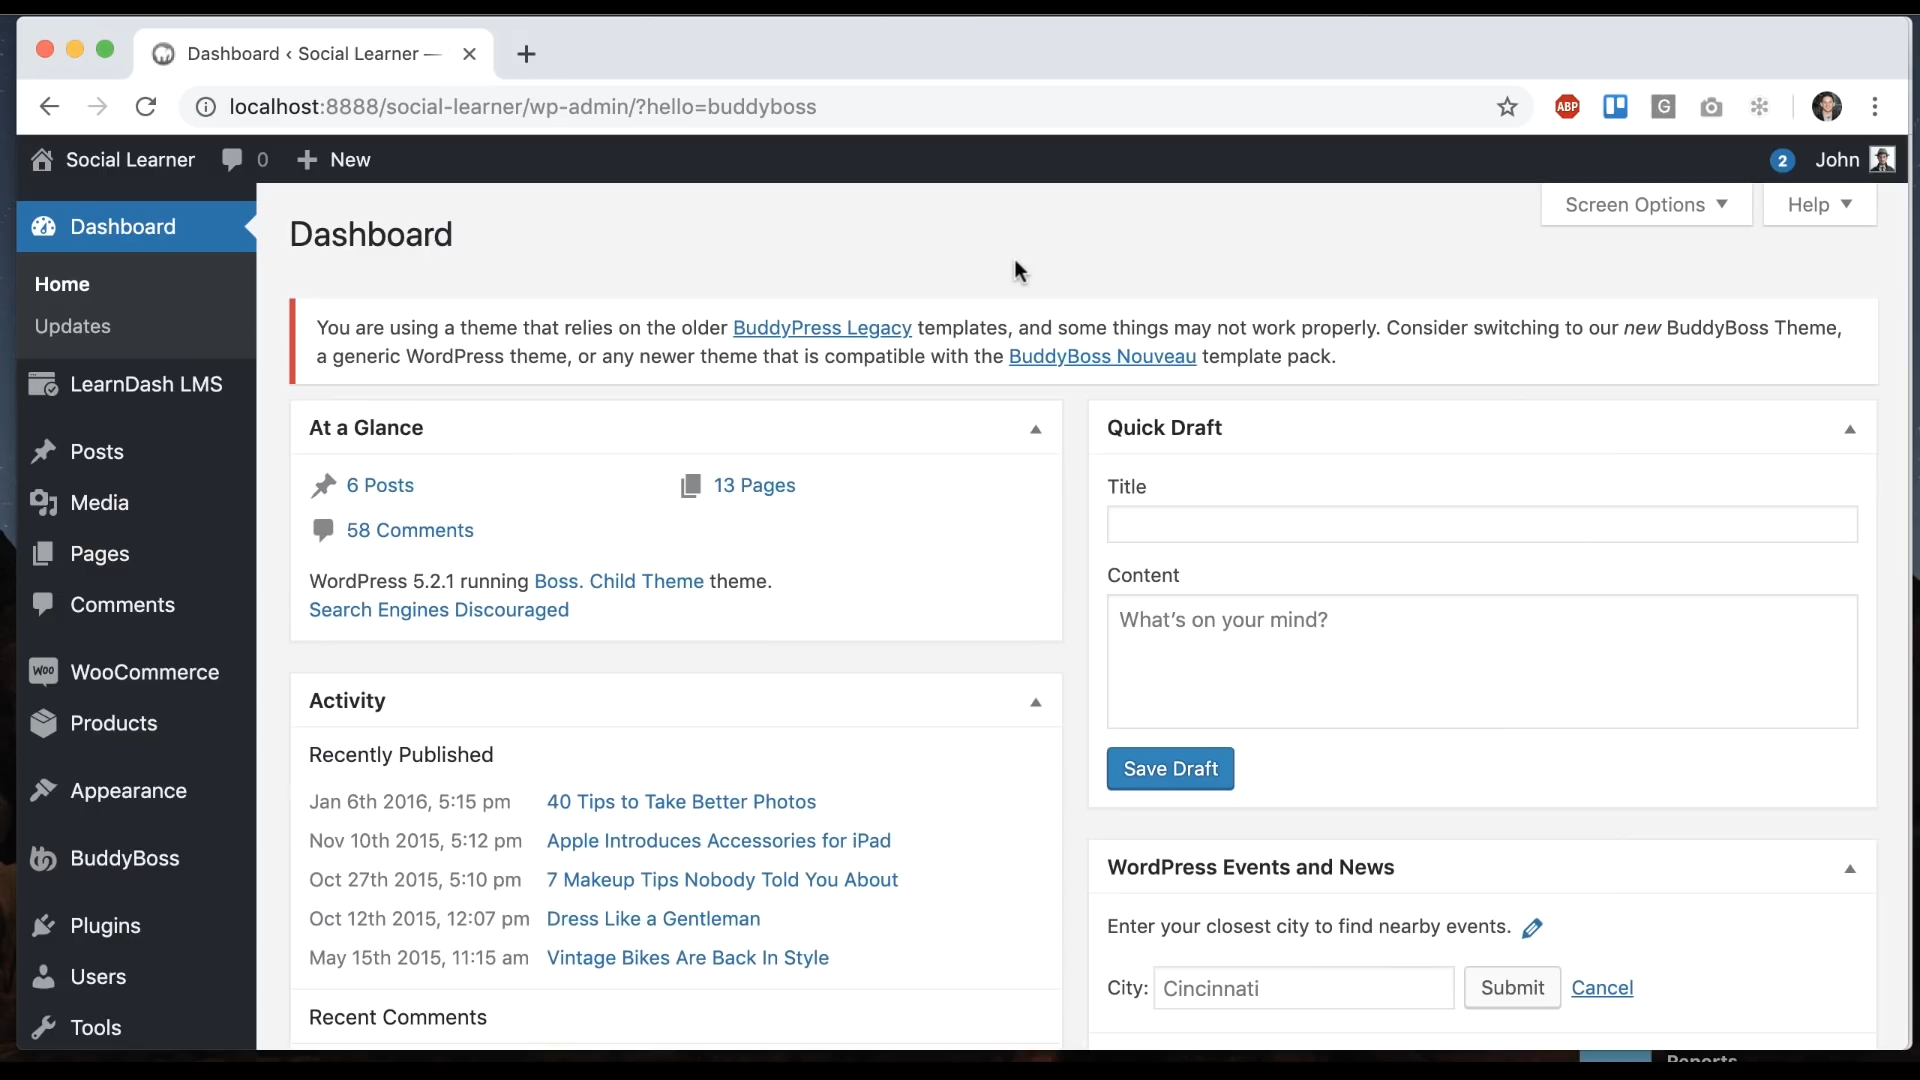 Dashboard ‹ Social Learner —
localhost:8888/social-learner/wp-admin/?hello=buddyboss
ABP
G
Social Learner 0 New
2 John
Dashboard
Home
Updates
LearnDash LMS
Posts
Media
Pages
Comments
WOO WooCommerce
Products
Appearance
BuddyBoss
Plugins
Users
Tools
Screen Options Help
Dashboard
You are using a theme that relies on the older BuddyPress Legacy templates, and some things may not work properly. Consider switching to our new BuddyBoss Theme,
a generic WordPress theme, or any newer theme that is compatible with the BuddyBoss Nouveau template pack.
At a Glance
6 Posts 13 Pages
58 Comments
WordPress 5.2.1 running Boss. Child Theme theme.
Search Engines Discouraged
Activity
Recently Published
Jan 6th 2016, 5:15 pm 40 Tips to Take Better Photos
Nov 10th 2015, 5:12 pm Apple Introduces Accessories for iPad
Oct 27th 2015, 5:10 pm 7 Makeup Tips Nobody Told You About
Oct 12th 2015, 12:07 pm Dress Like a Gentleman
May 15th 2015, 11:15 am Vintage Bikes Are Back In Style
Recent Comments
Quick Draft
Title
Content
What's on your mind?
Save Draft
WordPress Events and News
Enter your closest city to find nearby events.
City: Cincinnati Submit Cancel
Reports